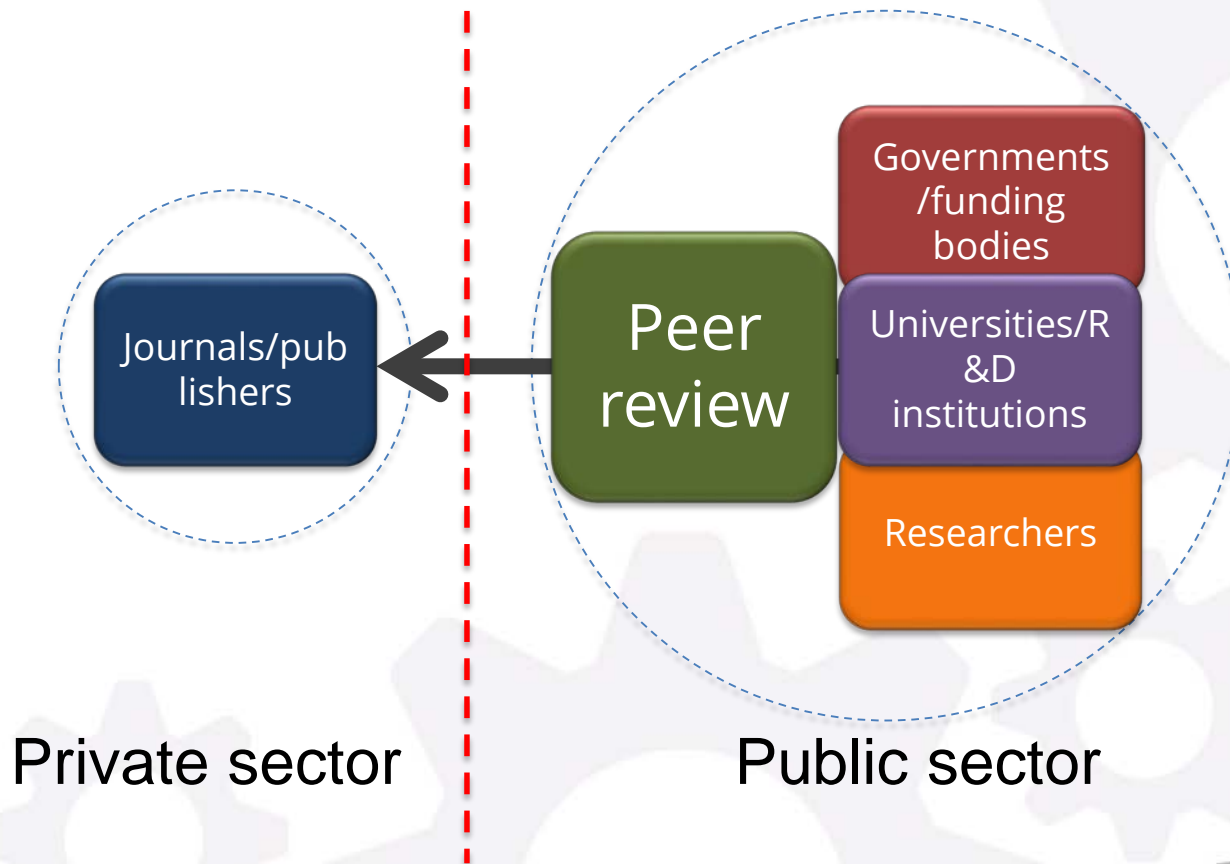 Journals/pub
lishers
Peer
review
Governments
/funding
bodies
Universities/R
&D
institutions
Researchers
Private sector
Public sector